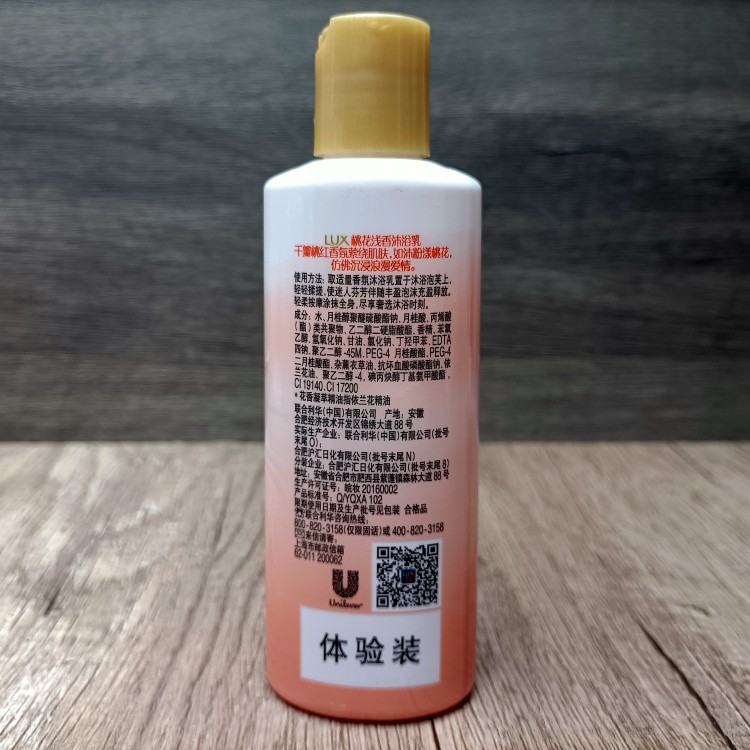 LUX 桃花浅香沐浴乳
千瓣桃红香氛萦绕肌肤, 如沐粉漾桃花,
仿佛沉浸浪漫爱情。
使用方法: 取适量香氛沐浴乳置于沐浴泡芙上,
轻轻揉搓, 使迷人芬芳伴随丰盈泡沫充盈释放。
轻柔按摩涂抹全身, 尽享奢选沐浴时刻。
成分: 水、月桂醇聚醚硫酸酯钠、月桂酸、丙烯酸
(酯) 类共聚物、乙二醇二硬脂酸酯、香精、苯氧
乙醇、氢氧化钠、甘油、氯化钠、丁羟甲苯、EDTA
四钠、聚乙二醇-45M、PEG-4 月桂酸酯、PEG-4
二月桂酸酯、杂薰衣草油、抗坏血酸磷酸酯钠、依
兰花油、聚乙二醇-4、碘丙炔醇丁基氨甲酸酯、
CI 19140、CI 17200
* 花香凝萃精油指依兰花精油
联合利华(中国)有限公司 产地: 安徽
合肥经济技术开发区锦绣大道 88 号
实际生产企业: 联合利华(中国)有限公司(批号
末尾 O);
合肥沪汇日化有限公司(批号末尾 N)
分装企业: 合肥沪汇日化有限公司(批号末尾 8)
地址: 安徽省合肥市肥西县紫蓬镇森林大道 88 号
生产许可证号: 皖妆 20160002
产品标准号: Q/YQXA 102
限期使用日期及生产批号见包装 合格品
联合利华咨询热线:
800-820-3158(仅限固话)或 400-820-3158
来信请寄:
上海市邮政信箱
62-011 200062
Unilever
体验装